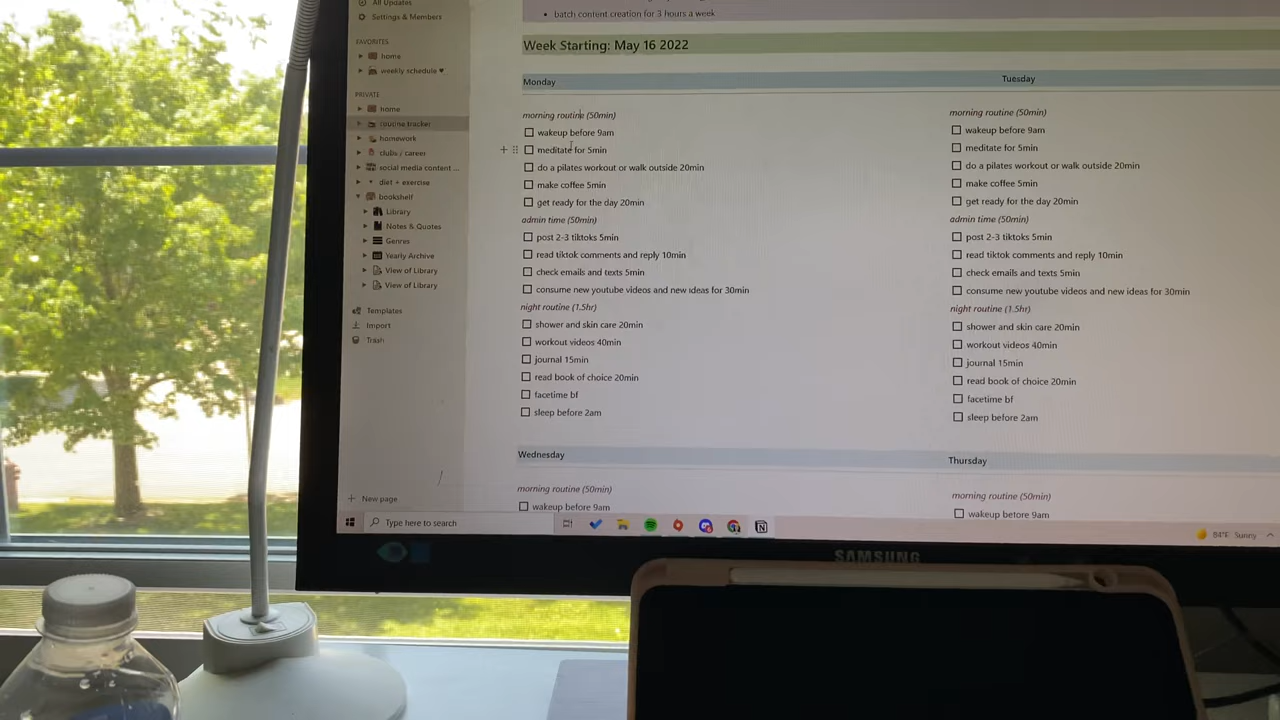 All Updates
Settings & Members
FAVORITES
home
weekly schedule ♥
PRIVATE
home
routine tracker
homework
clubs / career
social media content ...
diet + exercise
bookshelf
Library
Notes & Quotes
Genres
Yearly Archive
View of Library
View of Library
Templates
Import
Trash
New page
batch content creation for 3 hours a week
Week Starting: May 16 2022
Monday
morning routine (50min)
wakeup before 9am
meditate for 5min
do a pilates workout or walk outside 20min
make coffee 5min
get ready for the day 20min
admin time (50min)
post 2-3 tiktoks 5min
read tiktok comments and reply 10min
check emails and texts 5min
consume new youtube videos and new ideas for 30min
night routine (1.5hr)
shower and skin care 20min
workout videos 40min
journal 15min
read book of choice 20min
facetime bf
sleep before 2am
Tuesday
morning routine (50min)
wakeup before 9am
meditate for 5min
do a pilates workout or walk outside 20min
make coffee 5min
get ready for the day 20min
admin time (50min)
post 2-3 tiktoks 5min
read tiktok comments and reply 10min
check emails and texts 5min
consume new youtube videos and new ideas for 30min
night routine (1.5hr)
shower and skin care 20min
workout videos 40min
journal 15min
read book of choice 20min
facetime bf
sleep before 2am
Wednesday
morning routine (50min)
wakeup before 9am
Thursday
morning routine (50min)
wakeup before 9am
Type here to search
84°F Sunny
SAMSUNG